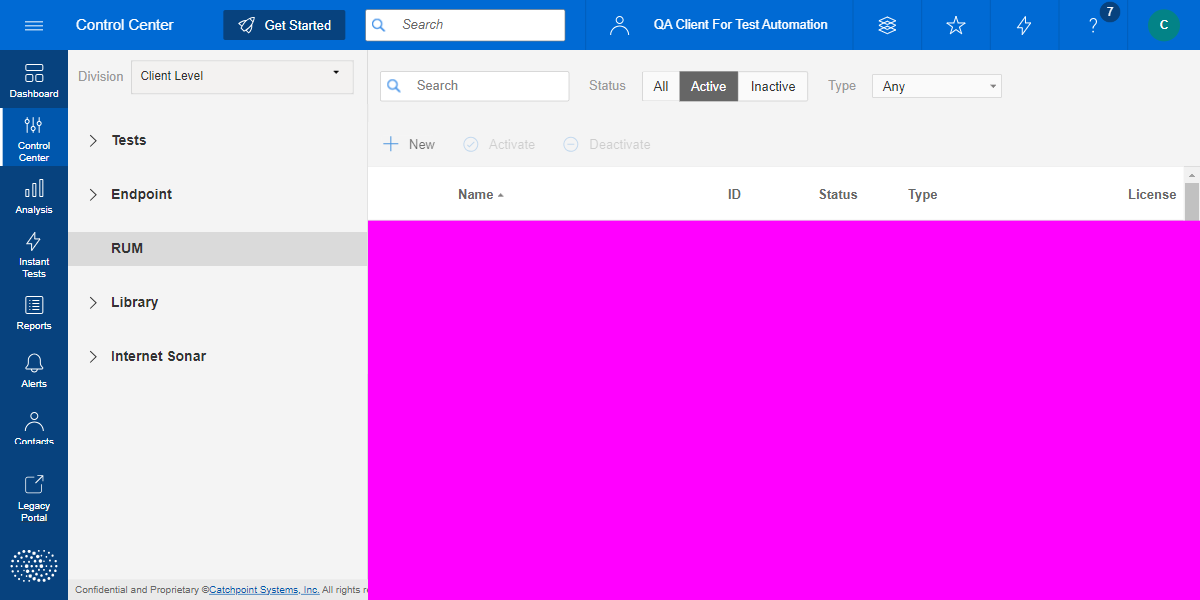 Control Center
Get Started
Search
QA Client For Test Automation
?
7
C
Dashboard
Control
Center
Analysis
Instant
Tests
Reports
Alerts
Contacts
Legacy
Portal
Division
Client Level
Tests
Endpoint
RUM
Library
Internet Sonar
Confidential and Proprietary ©Catchpoint Systems, Inc. All rights r
Search
Status
All
Active
Inactive
Type
Any
New
Activate
Deactivate
Name
ID
Status
Type
License